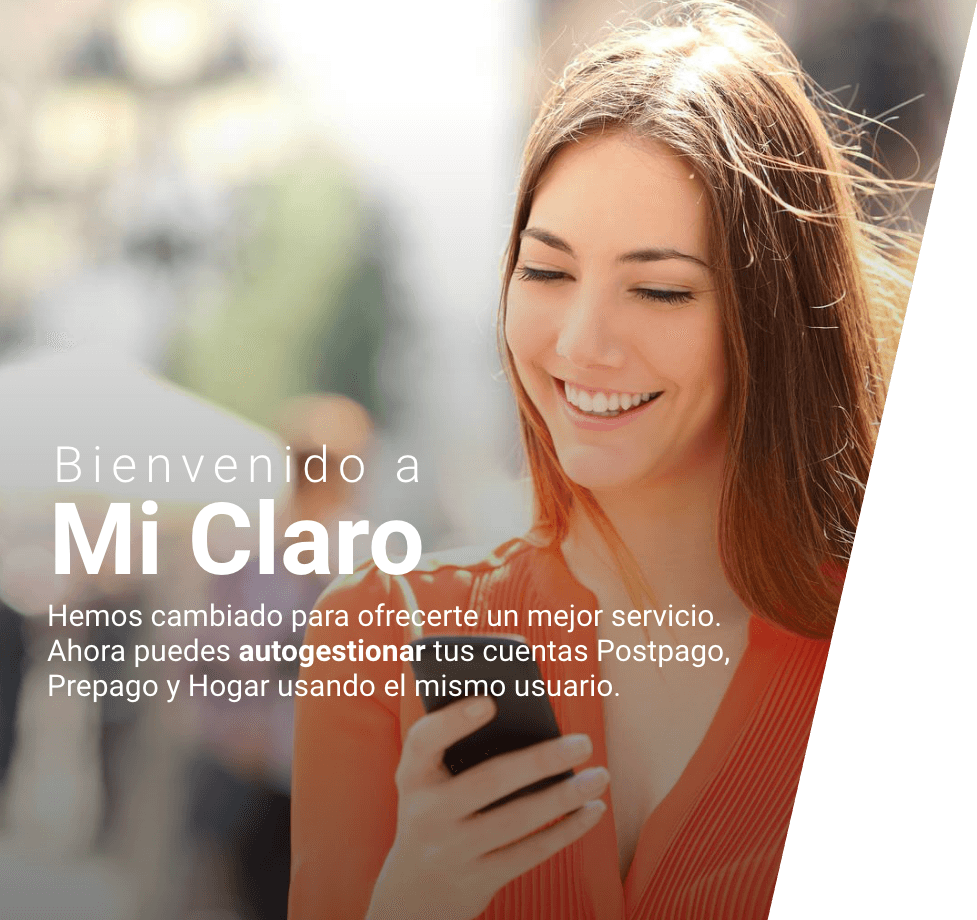 Bienvenido a
Mi Claro
Hemos cambiado para ofrecerte un mejor servicio.
Ahora puedes autogestionar tus cuentas Postpago,
Prepago y Hogar usando el mismo usuario.